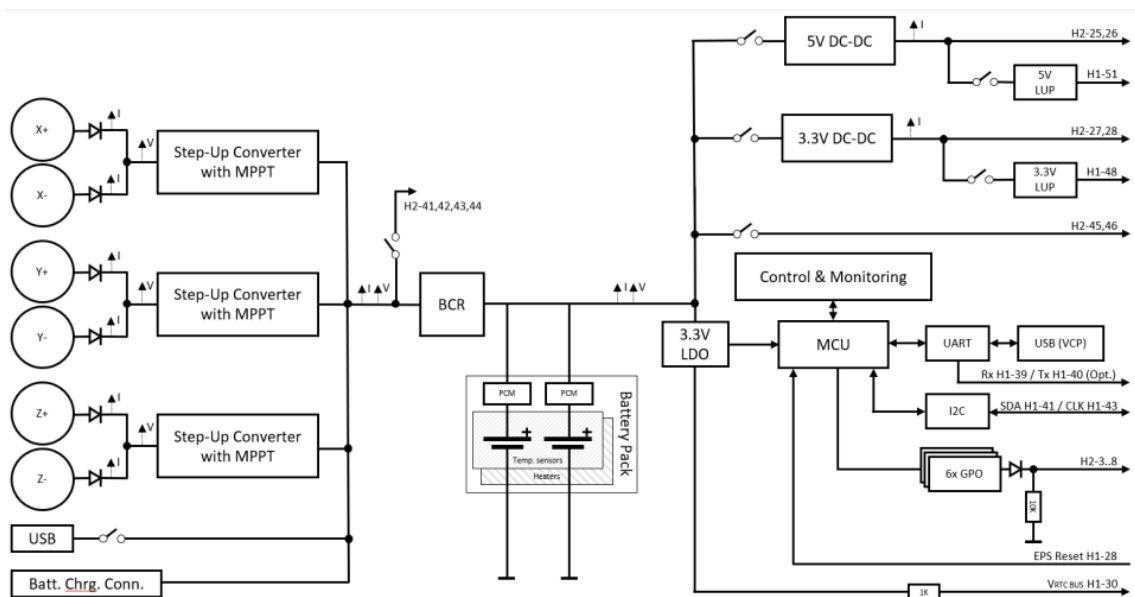 5V DC-DC
I
H2-25,26
5V
LUP
H1-51
X+
I
V
Step-Up Converter
with MPPT
X-
I
3.3V DC-DC
I
H2-27,28
3.3V
LUP
H1-48
H2-41,42,43,44
H2-45,46
Y+
I
V
Step-Up Converter
with MPPT
Y-
I
I V
BCR
I V
Control & Monitoring
3.3V
LDO
MCU
UART
USB (VCP)
Rx H1-39 / Tx H1-40 (Opt.)
I2C
SDA H1-41 / CLK H1-43
PCM
PCM
+
+
Temp. sensors
Heaters
Battery Pack
Z+
I
V
Step-Up Converter
with MPPT
Z-
I
6x GPO
H2-3..8
10K
USB
Batt. Chrg. Conn.
EPS Reset H1-28
VRTC BUS H1-30
1K